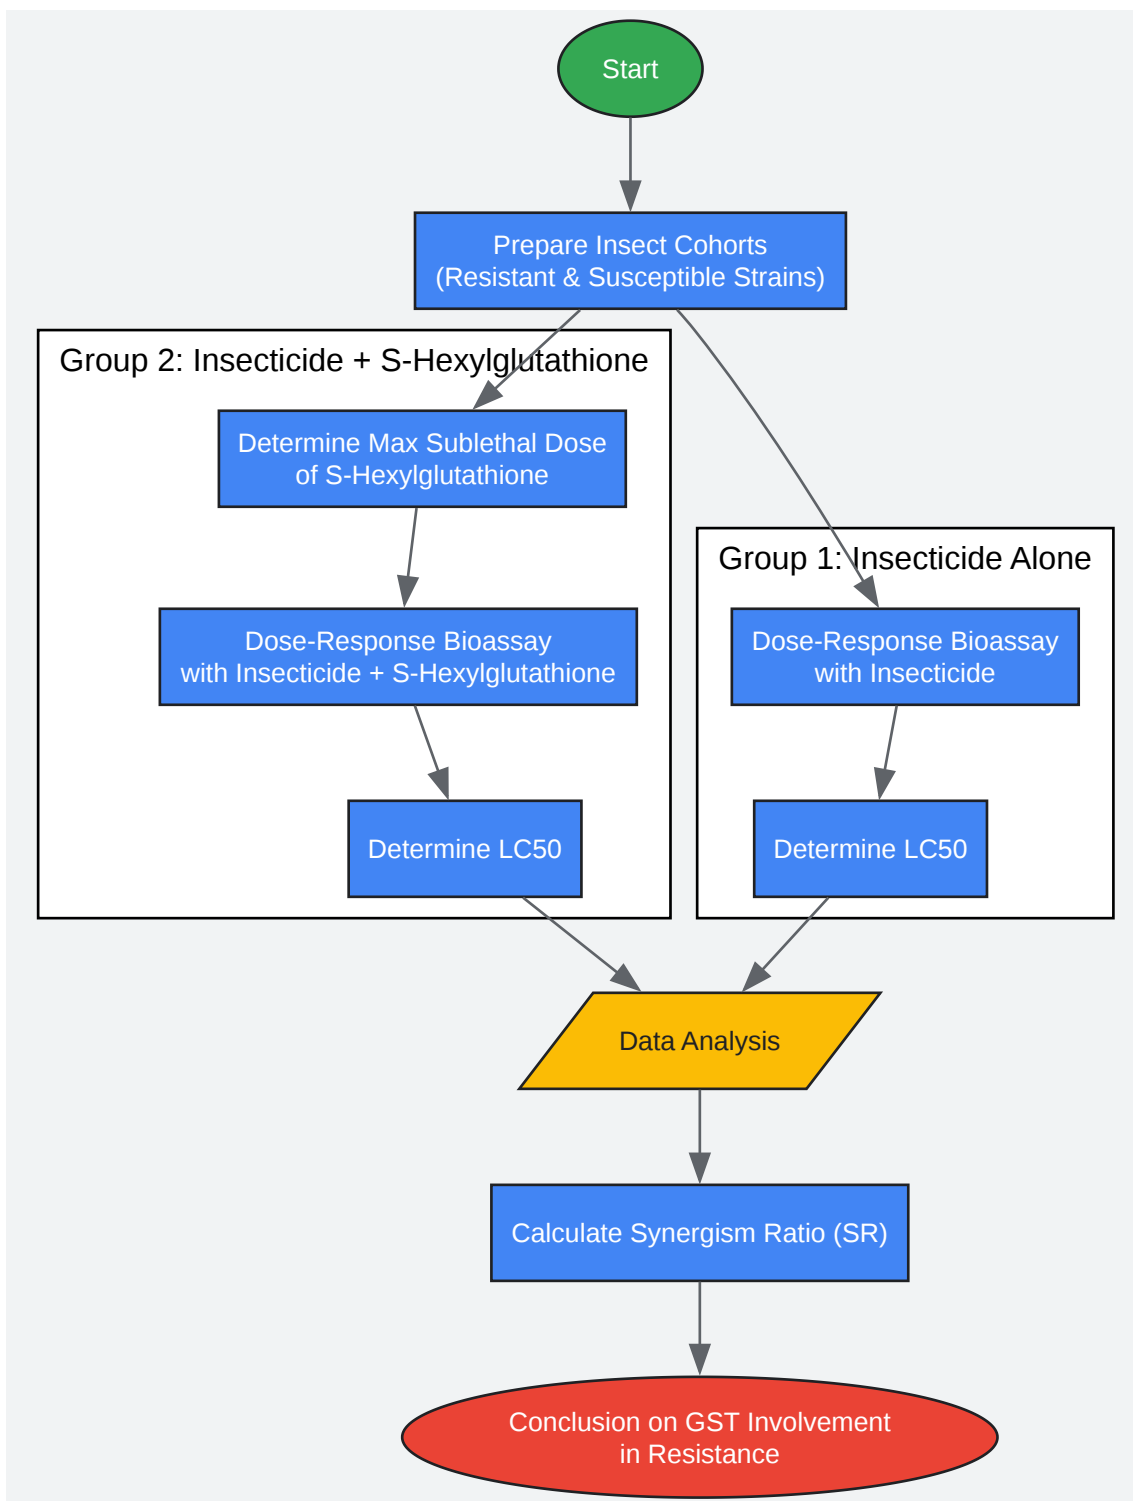 Start
Prepare Insect Cohorts
(Resistant & Susceptible Strains)
Group 2: Insecticide + S-Hexylglutathione
Determine Max Sublethal Dose
of S-Hexylglutathione
Dose-Response Bioassay
with Insecticide + S-Hexylglutathione
Determine LC50
Group 1: Insecticide Alone
Dose-Response Bioassay
with Insecticide
Determine LC50
Data Analysis
Calculate Synergism Ratio (SR)
Conclusion on GST Involvement
in Resistance